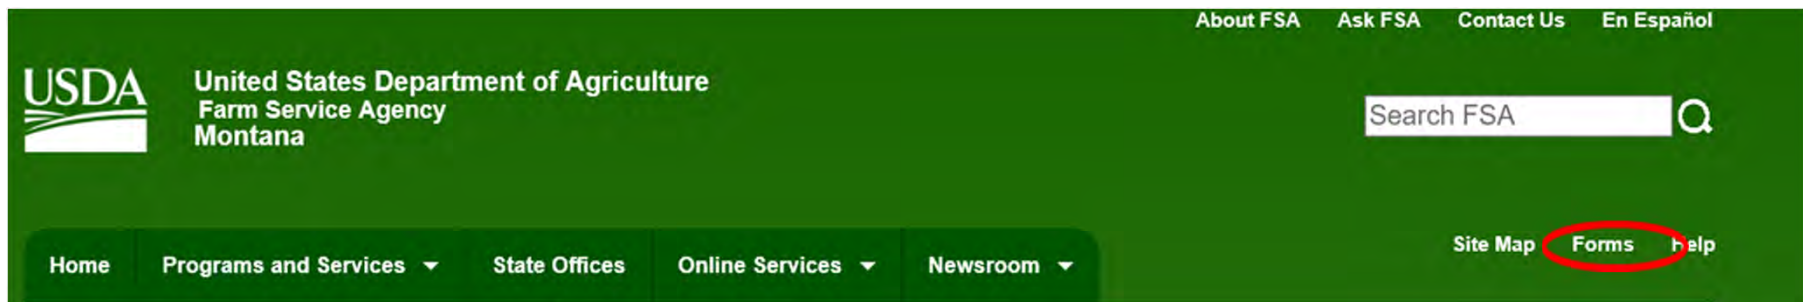 About FSA Ask FSA Contact Us En Español
USDA
United States Department of Agriculture
Farm Service Agency
Montana
Search FSA
Site Map Forms Help
Home Programs and Services State Offices Online Services Newsroom